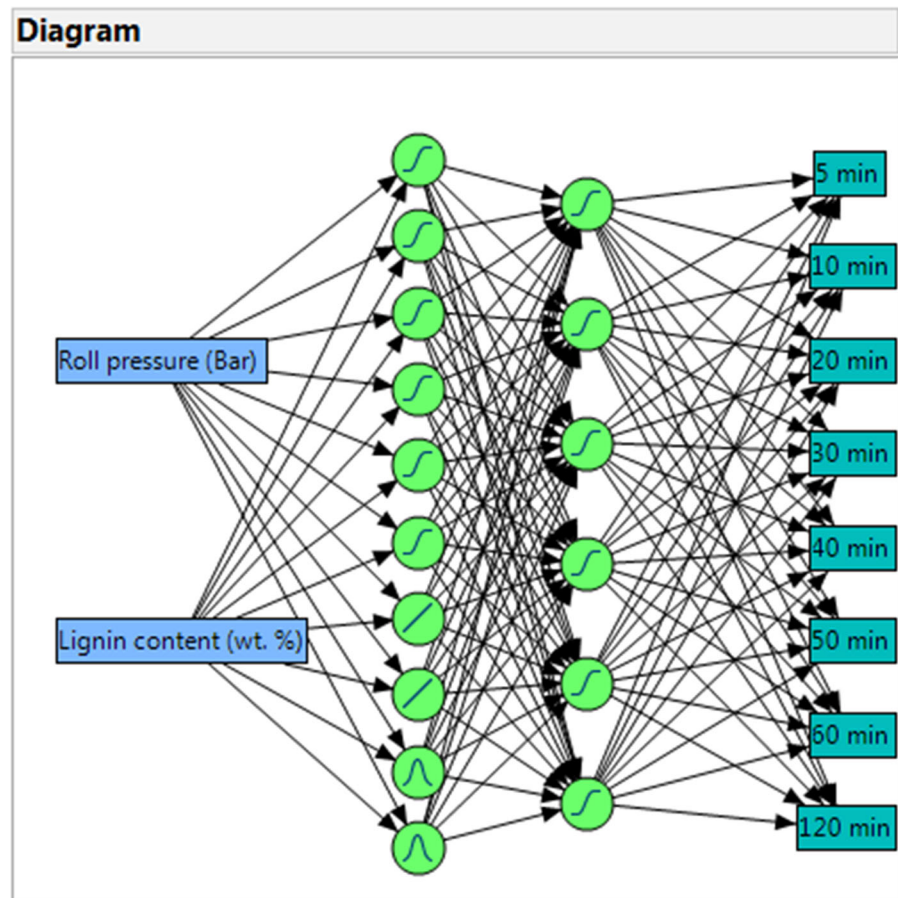 Diagram
Roll pressure (Bar)
Lignin content (wt. %)
5 min
10 min
20 min
30 min
40 min
50 min
60 min
120 min